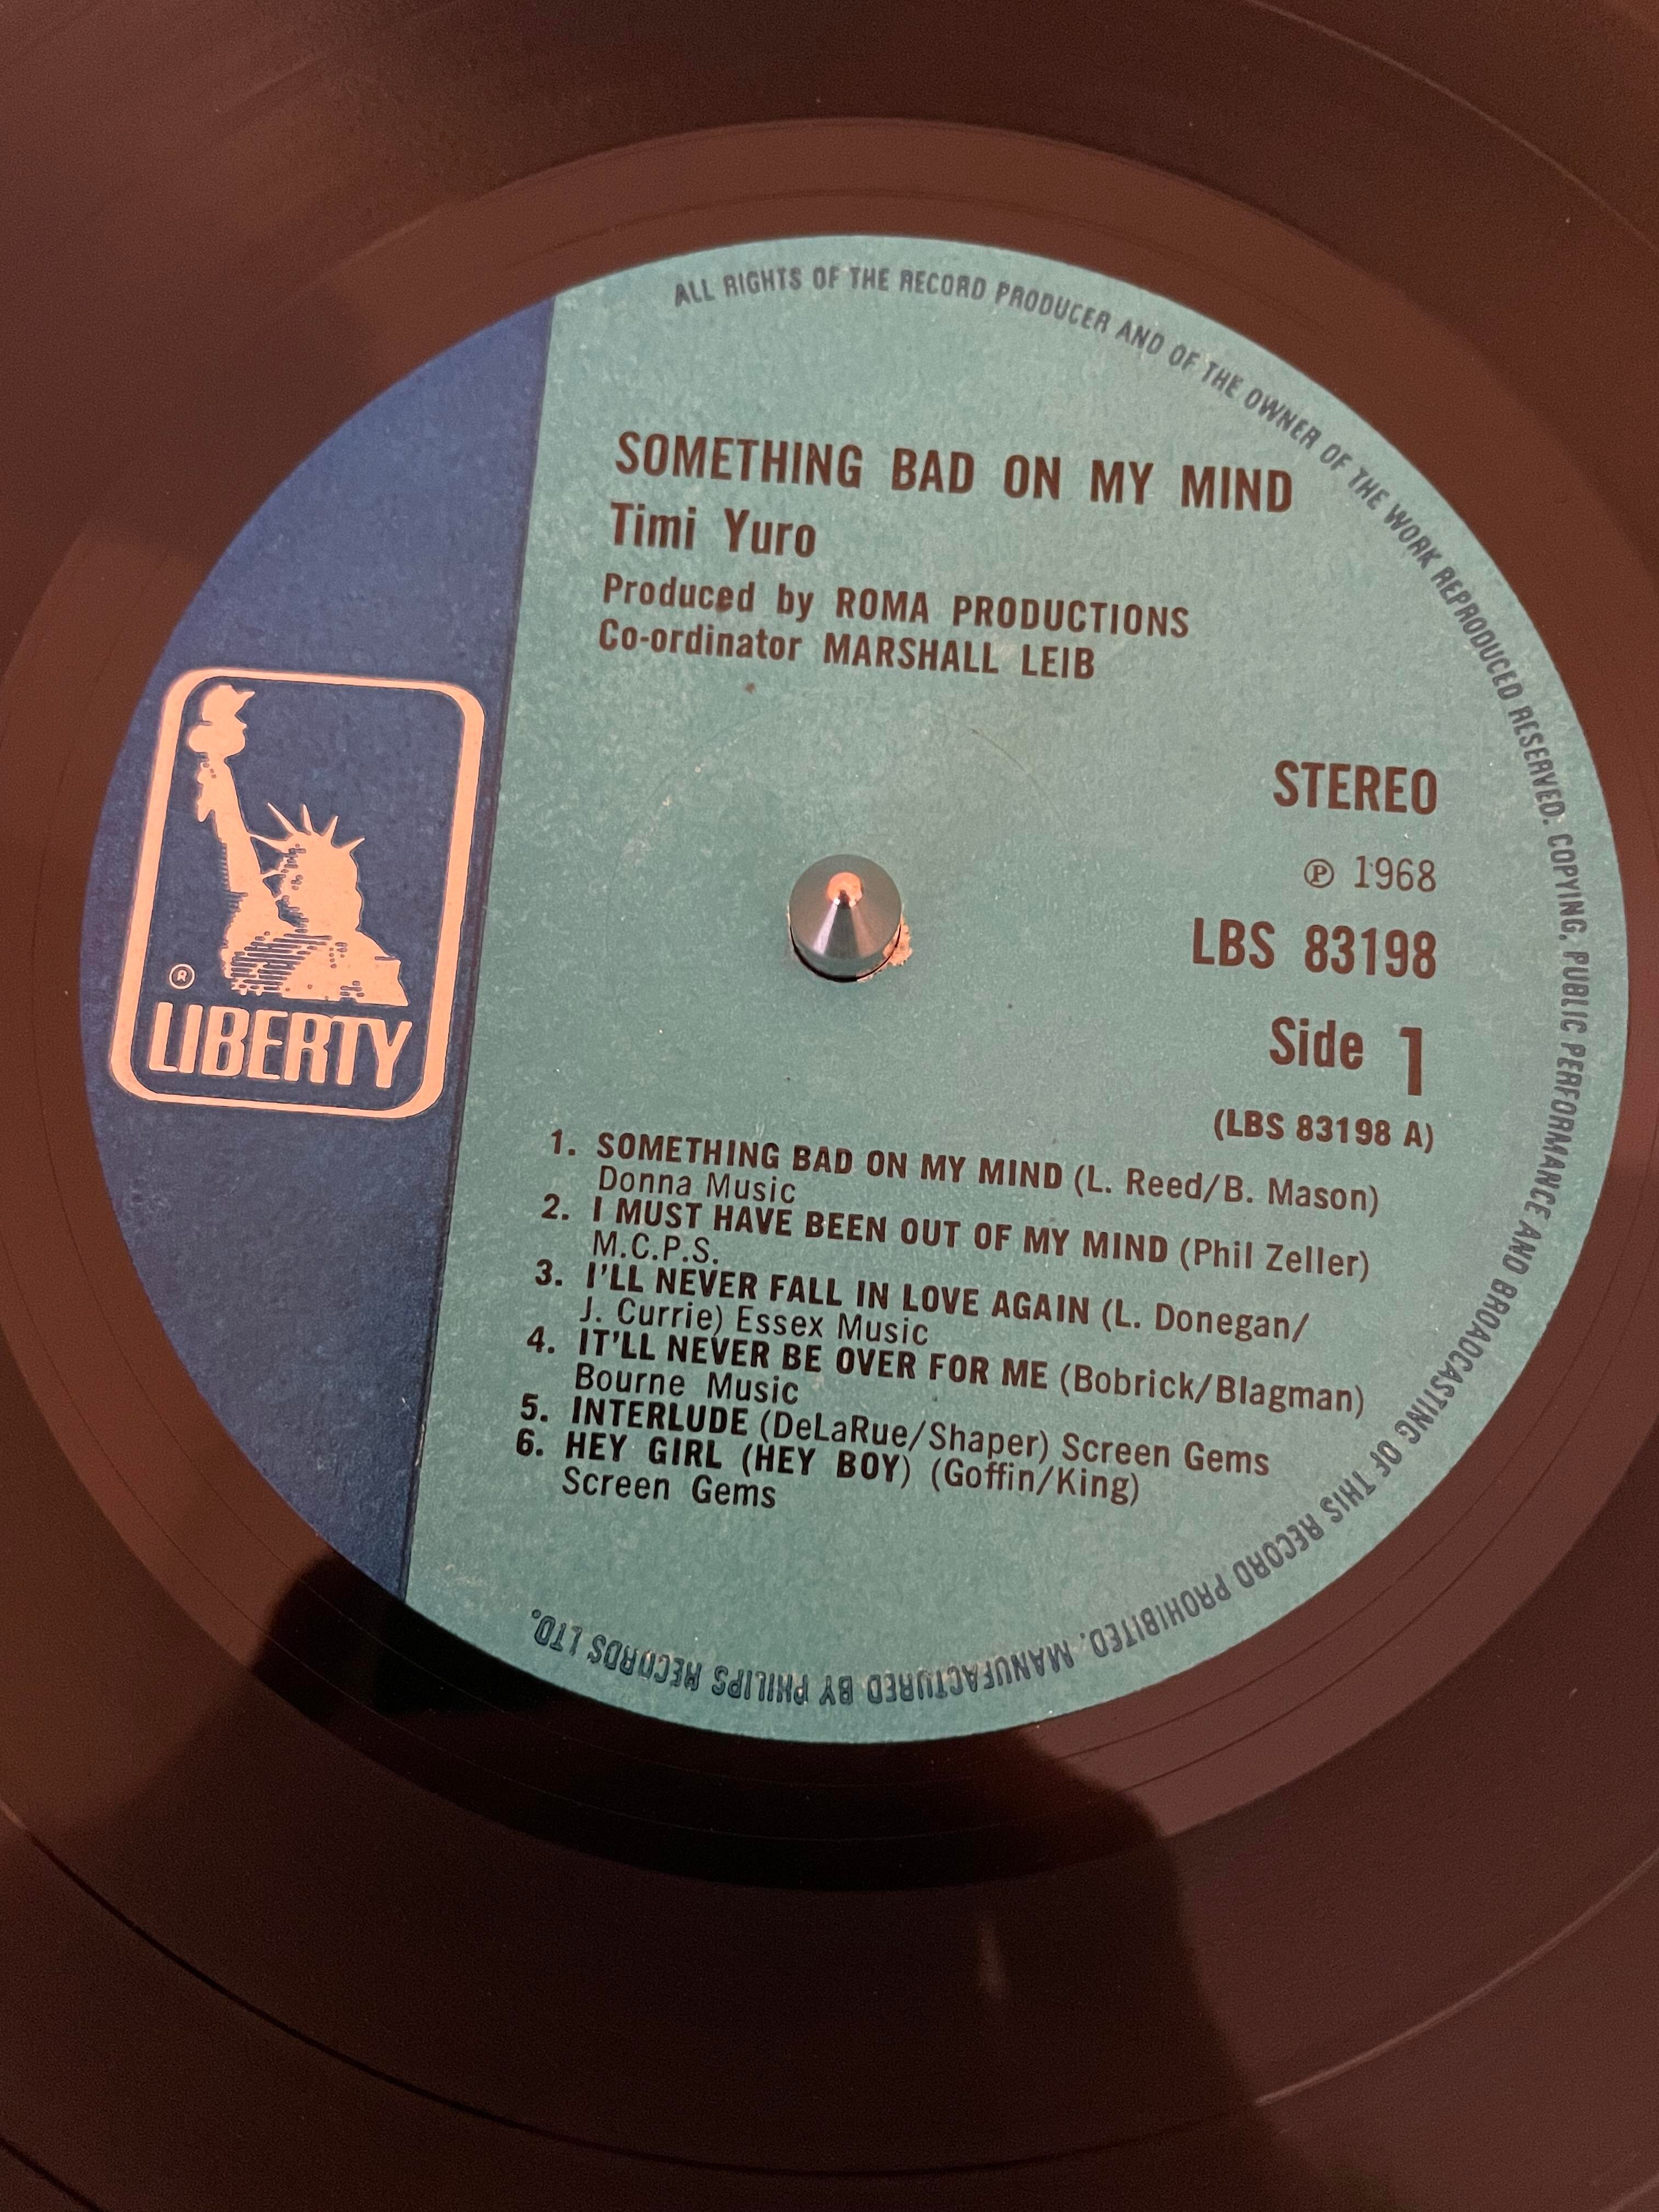 ALL RIGHTS OF THE RECORD PRODUCER AND OF THE OWNER OF THE WORK REPRODUCED RESERVED. COPYING, PUBLIC PERFORMANCE AND BROADCASTING OF THIS RECORD PROHIBITED. MANUFACTURED BY PHILIPS RECORDS LTD.
SOMETHING BAD ON MY MIND
Timi Yuro
Produced by ROMA PRODUCTIONS
Co-ordinator MARSHALL LEIB
STEREO
℗ 1968
LBS 83198
Side 1
(LBS 83198 A)
®
LIBERTY
1. SOMETHING BAD ON MY MIND (L. Reed/B. Mason)
Donna Music
2. I MUST HAVE BEEN OUT OF MY MIND (Phil Zeller)
M.C.P.S.
3. I'LL NEVER FALL IN LOVE AGAIN (L. Donegan/
J. Currie) Essex Music
4. IT'LL NEVER BE OVER FOR ME (Bobrick/Blagman)
Bourne Music
5. INTERLUDE (DeLaRue/Shaper) Screen Gems
6. HEY GIRL (HEY BOY) (Goffin/King)
Screen Gems